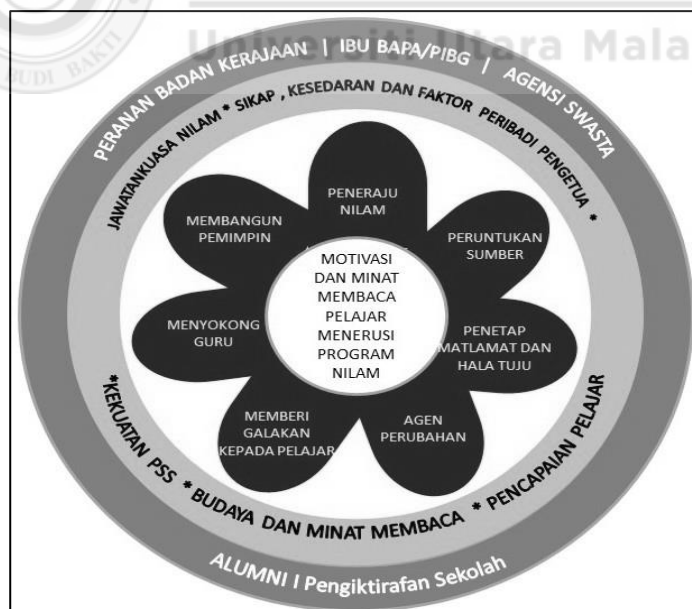 Universiti Utara Mala
BUDI BAKTI
PERANAN BADAN KERAJAAN | IBU BAPA/PIBG | AGENSI SWASTA
JAWATANKUASA NILAM * SIKAP , KESEDARAN DAN FAKTOR PERIBADI PENGETUA *
PENERAJU
NILAM
MEMBANGUN
PEMIMPIN
PERUNTUKAN
SUMBER
MOTIVASI
DAN MINAT
MEMBACA
PELAJAR
MENERUSI
PROGRAM
NILAM
MENYOKONG
GURU
PENETAP
MATLAMAT DAN
HALA TUJU
MEMBERI
GALAKAN
KEPADA PELAJAR
AGEN
PERUBAHAN
*KEKUATAN PSS * BUDAYA DAN MINAT MEMBACA * PENCAPAIAN PELAJAR
ALUMNI I Pengiktirafan Sekolah